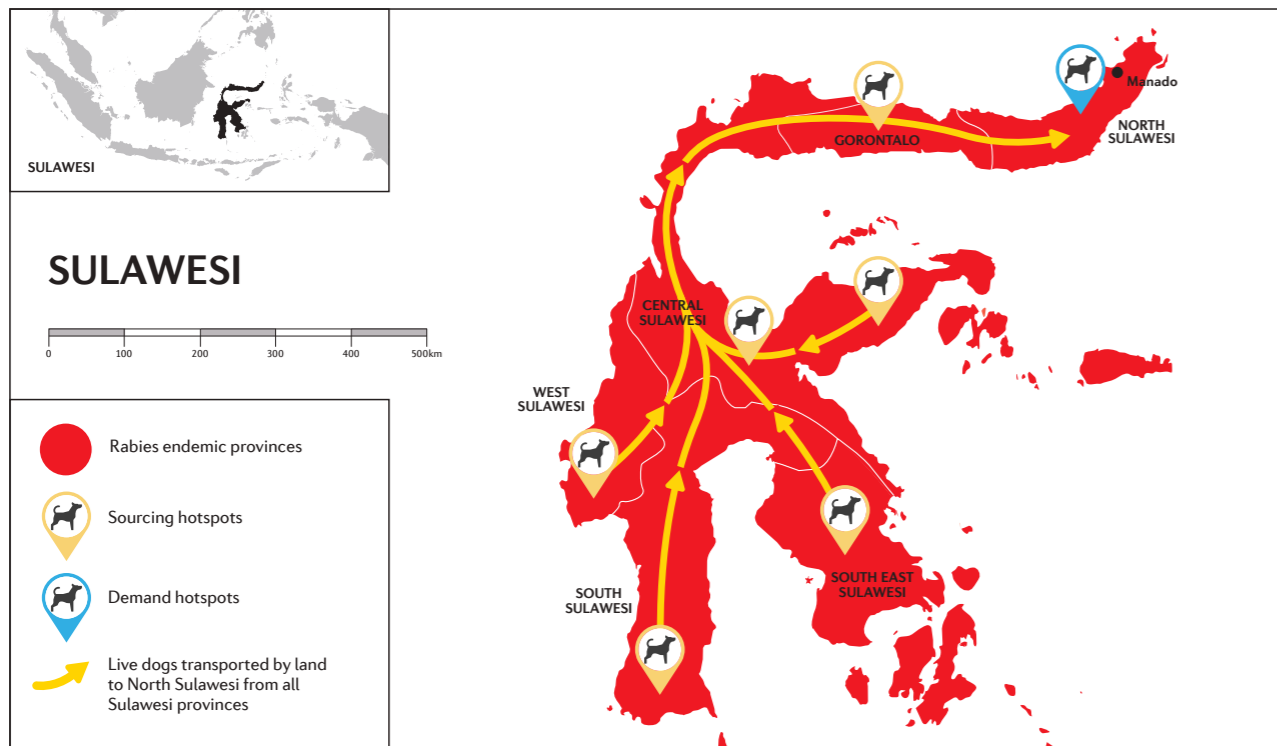 SULAWESI
SULAWESI
0 100 200 300 400 500km
Rabies endemic provinces
Sourcing hotspots
Demand hotspots
Live dogs transported by land
to North Sulawesi from all
Sulawesi provinces
Manado
NORTH
SULAWESI
GORONTALO
CENTRAL
SULAWESI
WEST
SULAWESI
SOUTH
SULAWESI
SOUTH EAST
SULAWESI